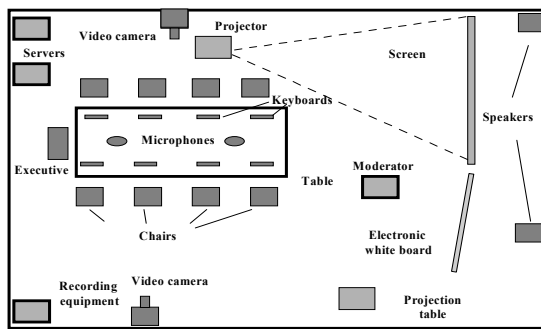 Projector
Video camera
Servers
Screen
Keyboards
Speakers
Microphones
Executive
Moderator
Table
Chairs
Electronic
white board
Recording
equipment
Video camera
Projection
table